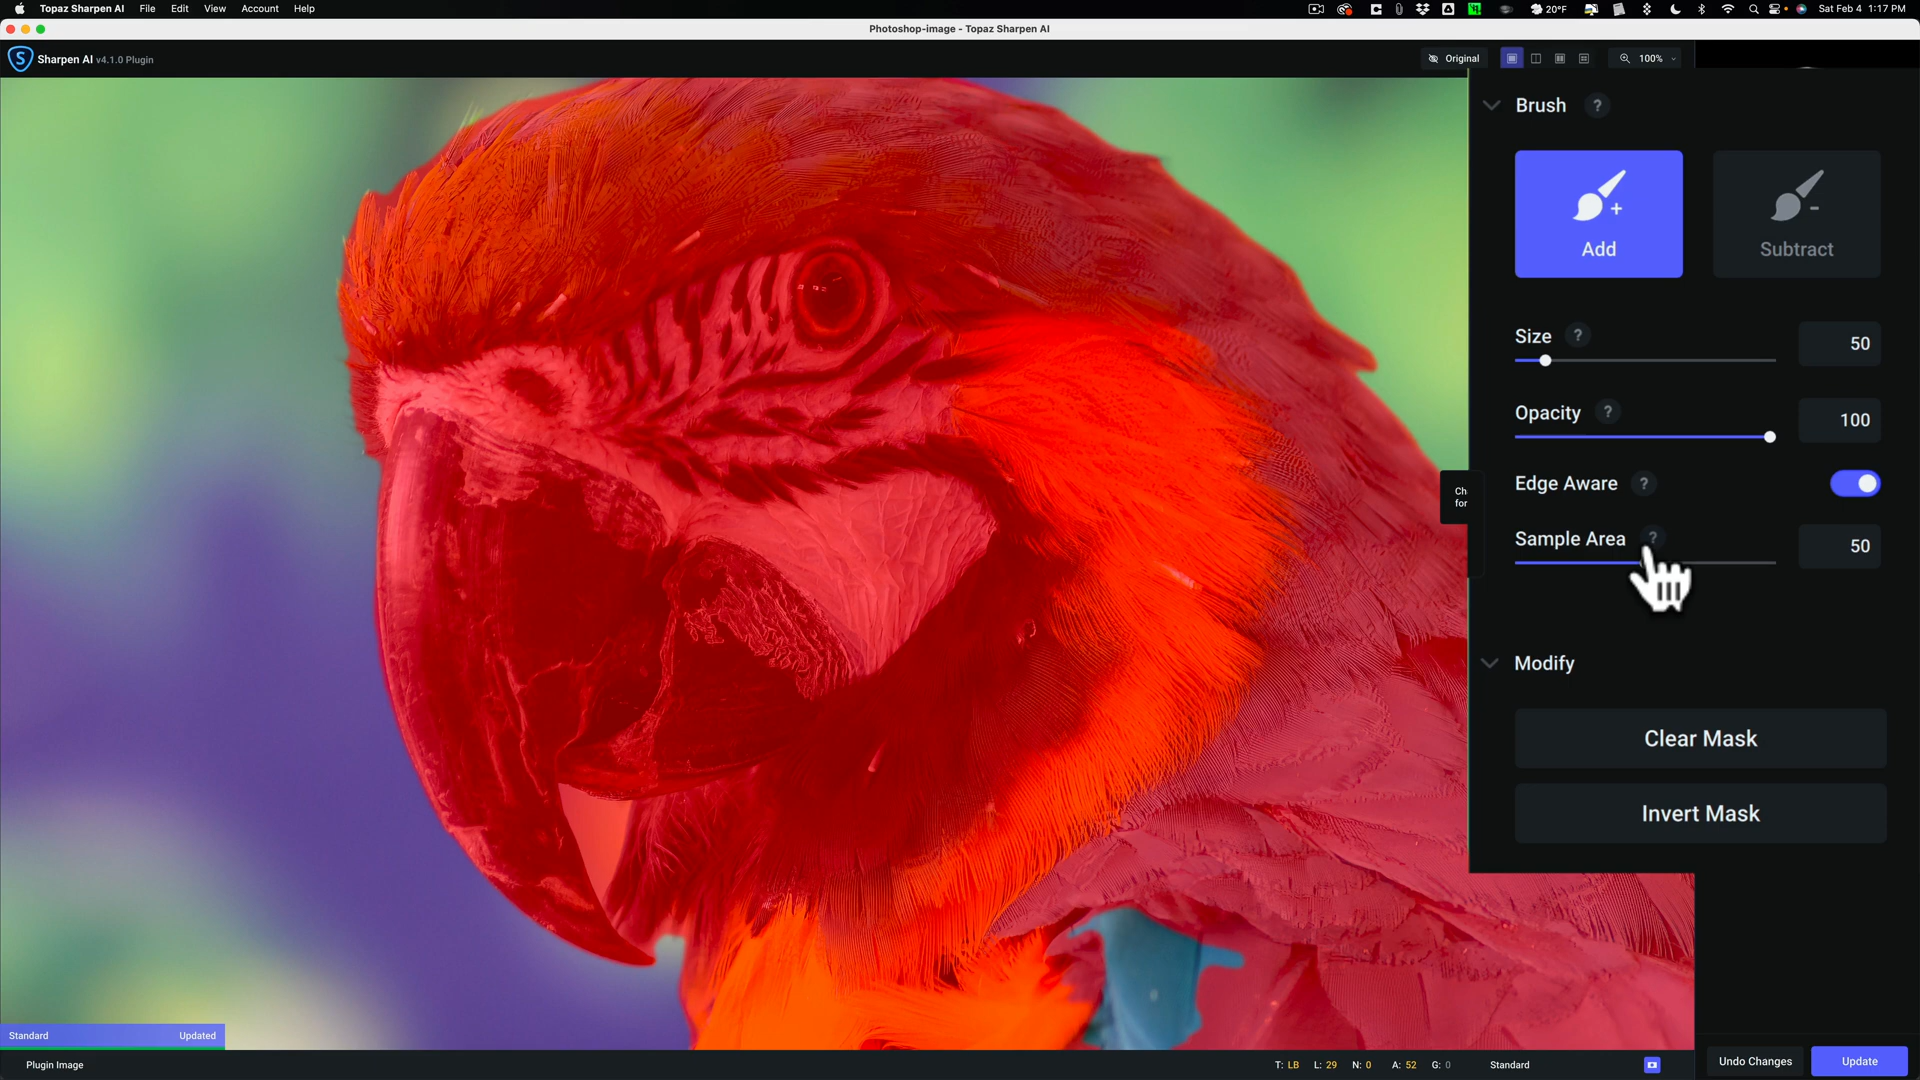 Topaz Sharpen AI File Edit View Account Help 20°F Sat Feb 4 1:17 PM
Photoshop-image - Topaz Sharpen AI
Sharpen AI v4.1.0 Plugin Original 100%
Brush ?
Add Subtract
Size ? 50
Opacity ? 100
Edge Aware ?
Ch
for
Sample Area ? 50
Modify
Clear Mask
Invert Mask
Standard Updated
Plugin Image T: LB L: 29 N: 0 A: 52 G: 0 Standard Undo Changes Update